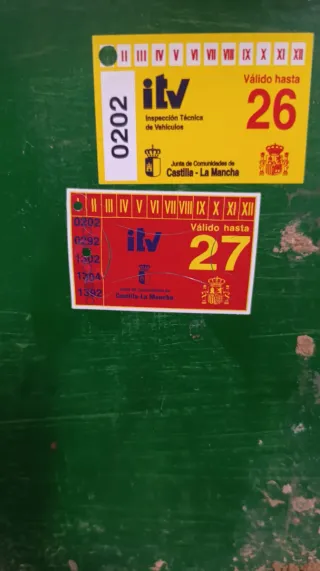 II III IV V VI VII VIII IX X XI XII
0202
itv
Válido hasta
26
Inspección Técnica
de Vehículos
Junta de Comunidades de
Castilla - La Mancha
I II III IV V VI VII VIII IX X XI XII
0202
0292
1302
1204
1392
itv
Válido hasta
27
Castilla-La Mancha